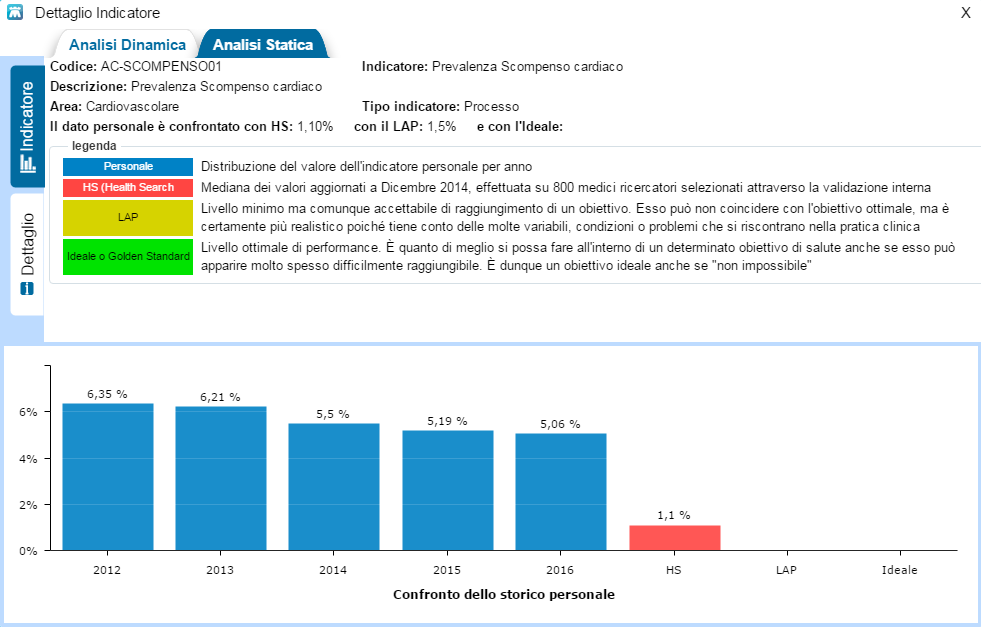 Dettaglio Indicatore
X
Analisi Dinamica
Analisi Statica
Indicatore
Dettaglio
Codice: AC-SCOMPENSO01 Indicatore: Prevalenza Scompenso cardiaco
Descrizione: Prevalenza Scompenso cardiaco
Area: Cardiovascolare Tipo indicatore: Processo
Il dato personale è confrontato con HS: 1,10% con il LAP: 1,5% e con l'Ideale:
legenda
Personale Distribuzione del valore dell'indicatore personale per anno
HS (Health Search Mediana dei valori aggiornati a Dicembre 2014, effettuata su 800 medici ricercatori selezionati attraverso la validazione interna
LAP
Livello minimo ma comunque accettabile di raggiungimento di un obiettivo. Esso può non coincidere con l'obiettivo ottimale, ma è
certamente più realistico poiché tiene conto delle molte variabili, condizioni o problemi che si riscontrano nella pratica clinica
Ideale o Golden Standard
Livello ottimale di performance. È quanto di meglio si possa fare all'interno di un determinato obiettivo di salute anche se esso può
apparire molto spesso difficilmente raggiungibile. È dunque un obiettivo ideale anche se "non impossibile"
6,35 % 6,21 % 5,5 % 5,19 % 5,06 % 1,1 %
6%
4%
2%
0%
2012 2013 2014 2015 2016 HS LAP Ideale
Confronto dello storico personale